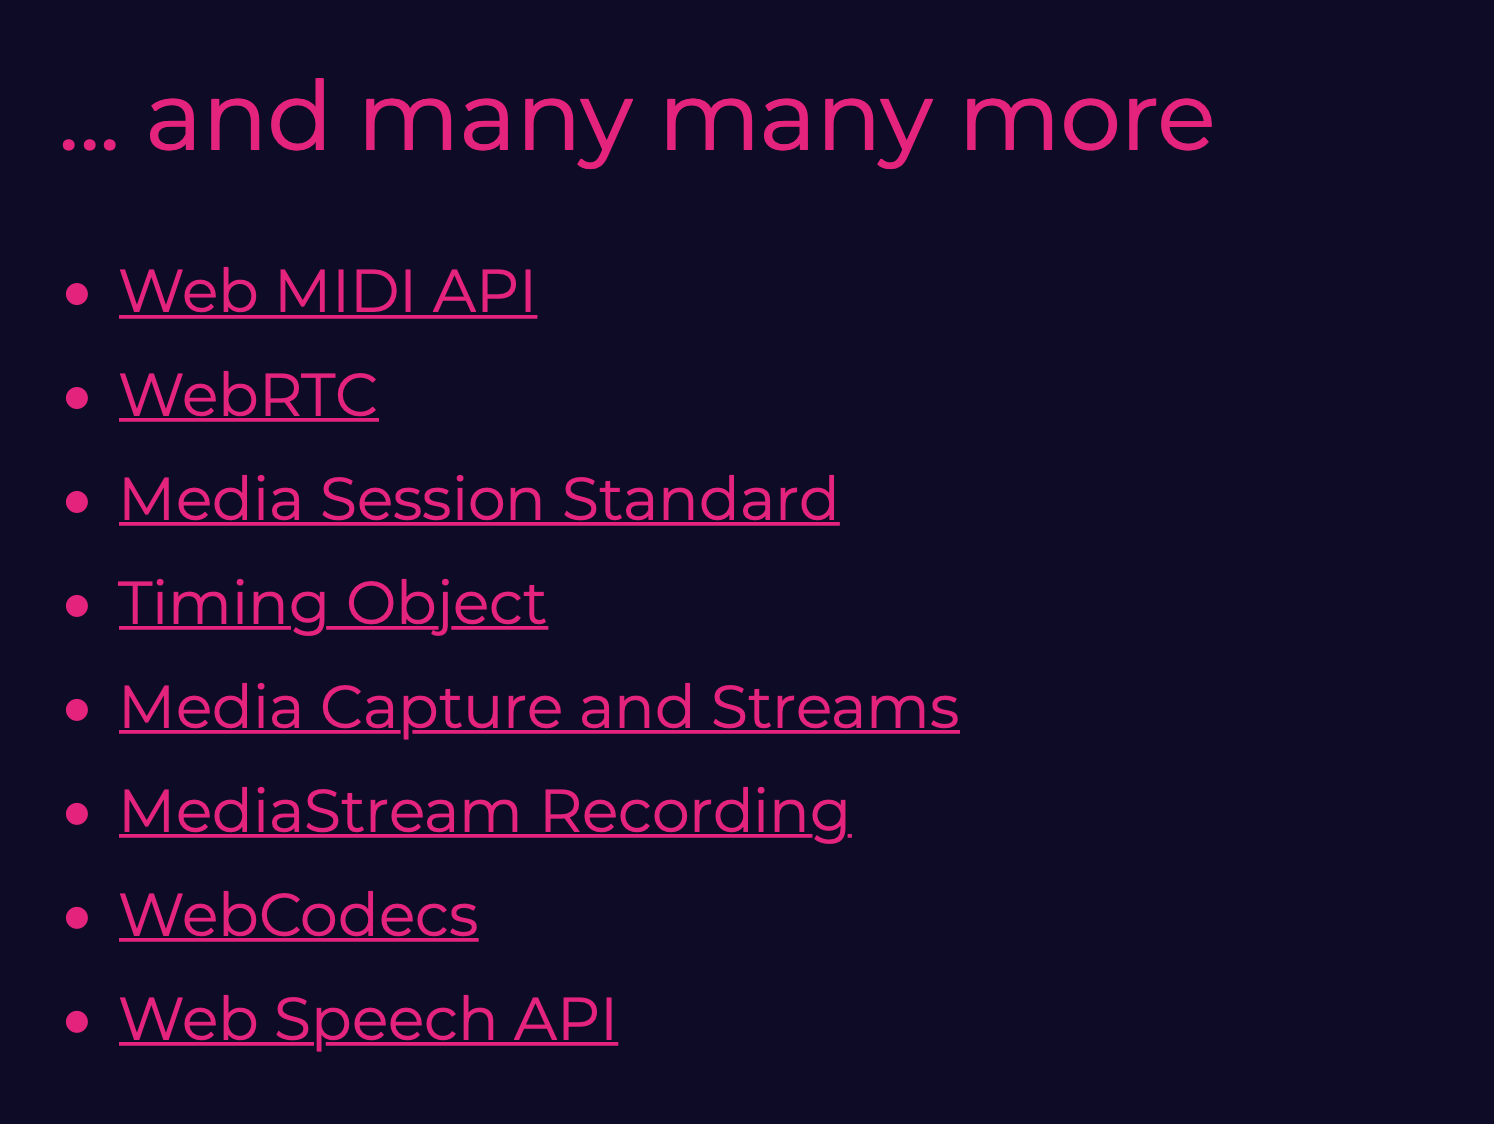 ... and many many more
• Web MIDI API
• WebRTC
• Media Session Standard
• Timing Object
• Media Capture and Streams
• MediaStream Recording
• WebCodecs
• Web Speech API